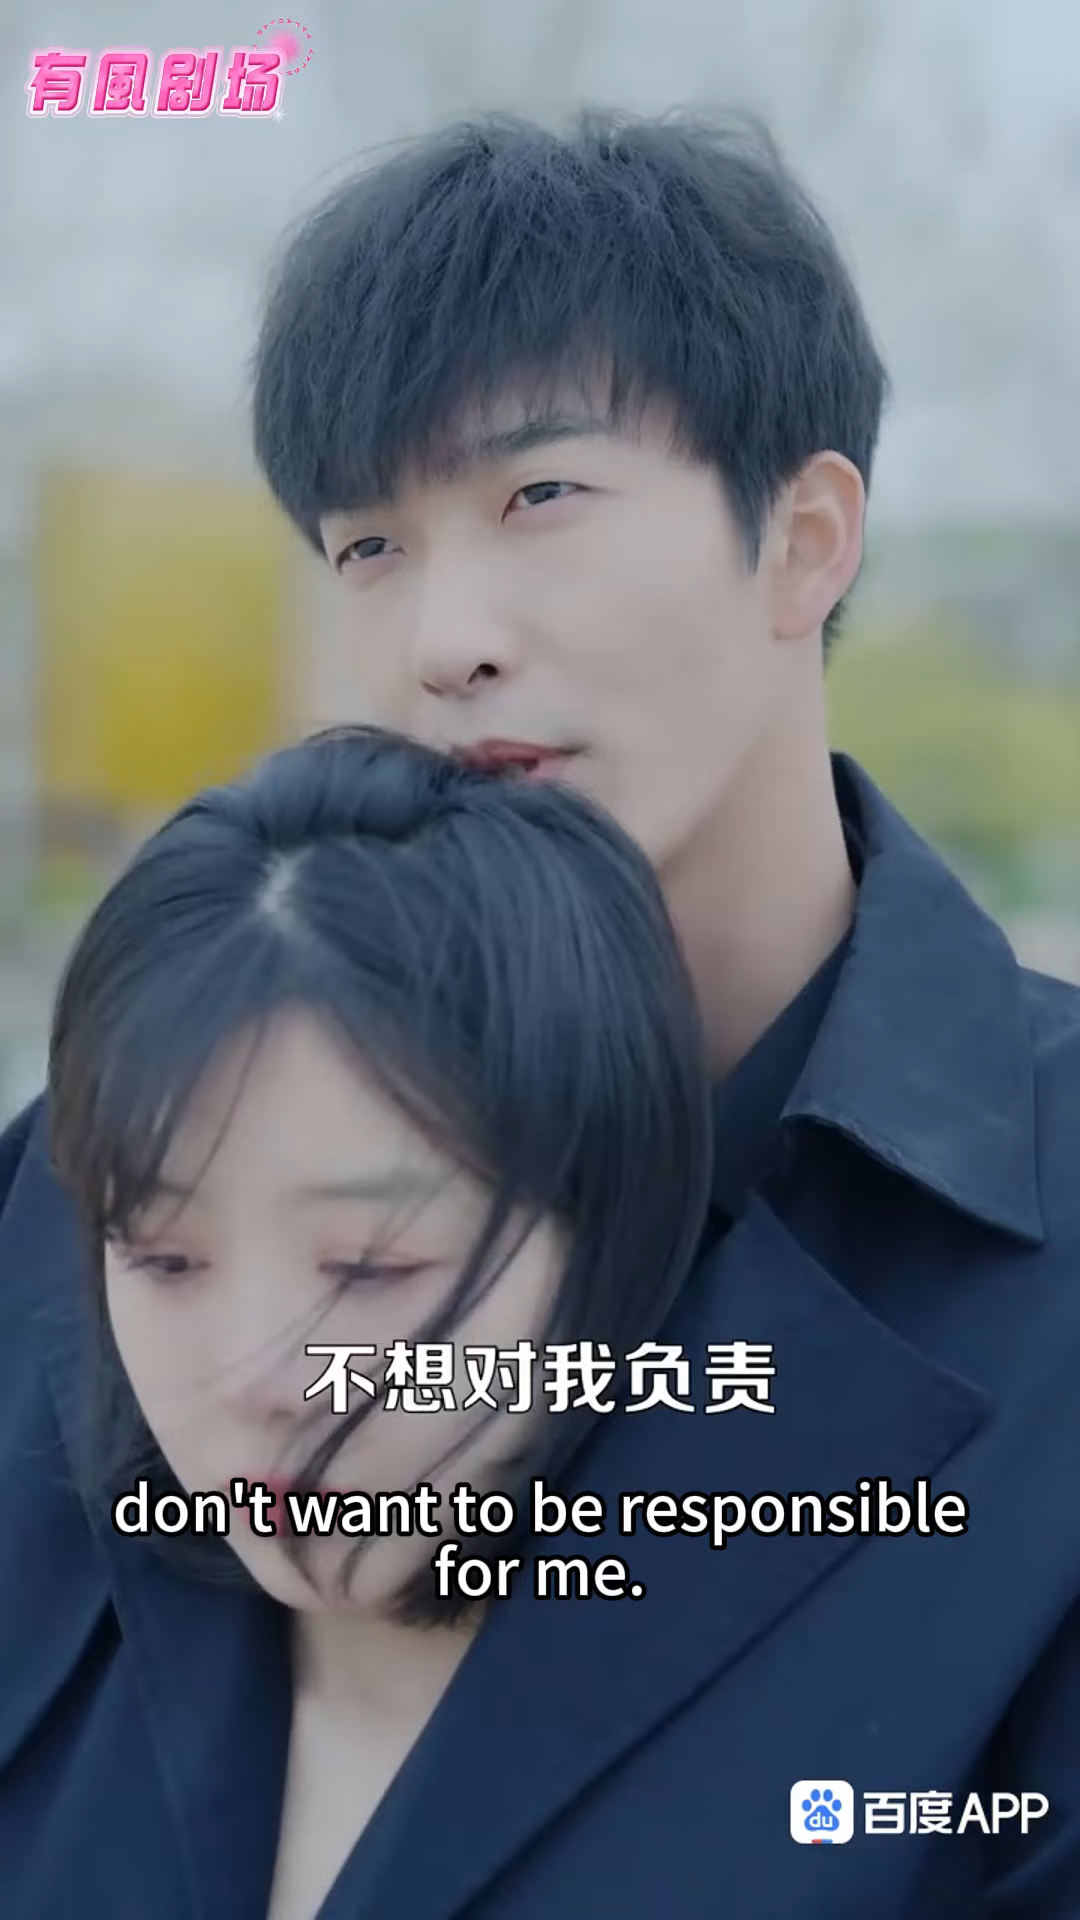 有風剧场
不想对我负责
don't want to be responsible
for me.
du 百度APP